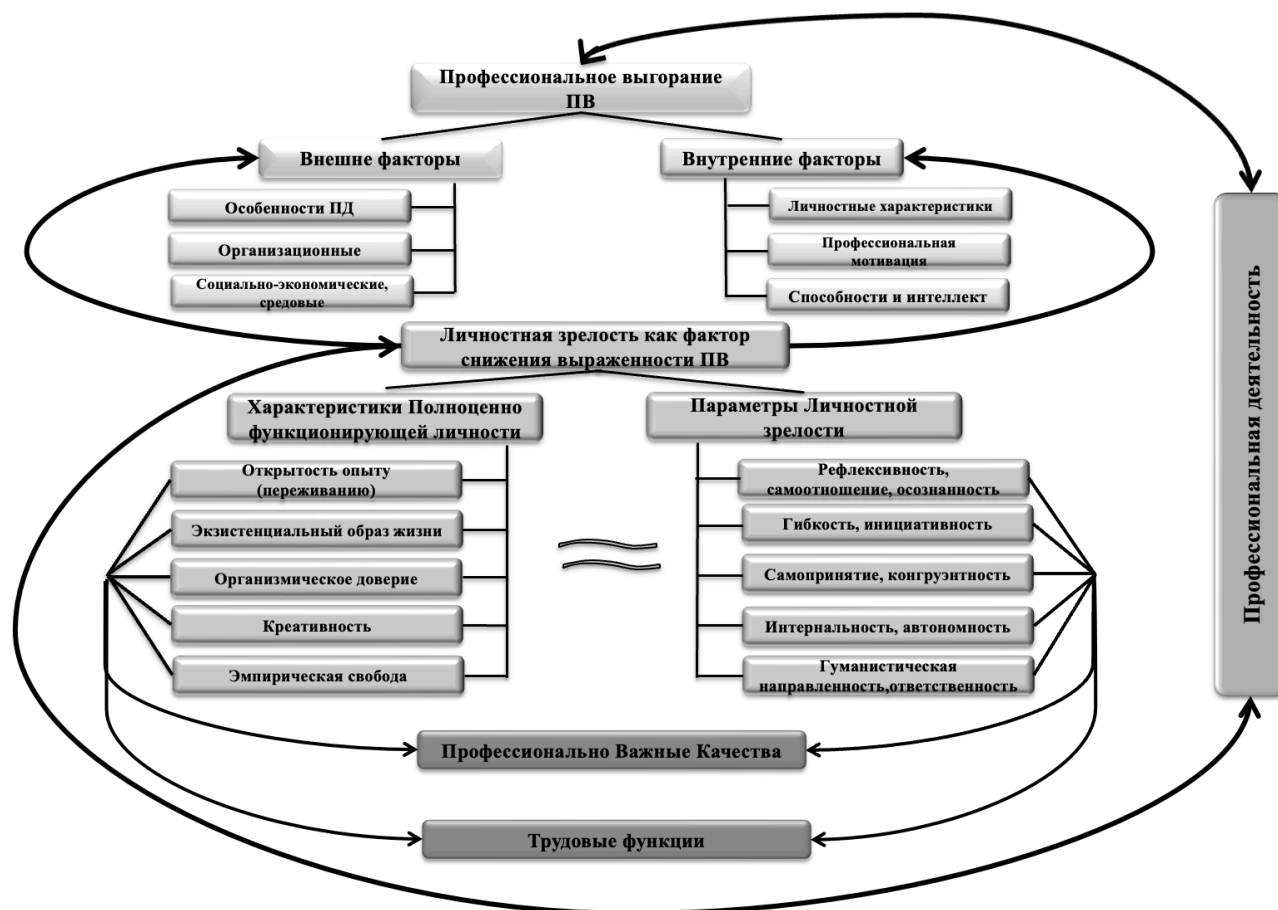 Профессиональное выгорание
ПВ
Внешне факторы
Внутренние факторы
Особенности ПД
Организационные
Социально-экономические,
средовые
Личностные характеристики
Профессиональная
мотивация
Способности и интеллект
Личностная зрелость как фактор
снижения выраженности ПВ
Характеристики Полноценно
функционирующей личности
Параметры Личностной
зрелости
Открытость опыту
(переживанию)
Экзистенциальный образ жизни
Организмическое доверие
Креативность
Эмпирическая свобода
Рефлексивность,
самоотношение, осознанность
Гибкость, инициативность
Самопринятие, конгруэнтность
Интернальность, автономность
Гуманистическая
направленность,ответственность
Профессионально Важные Качества
Трудовые функции
Профессиональная деятельность